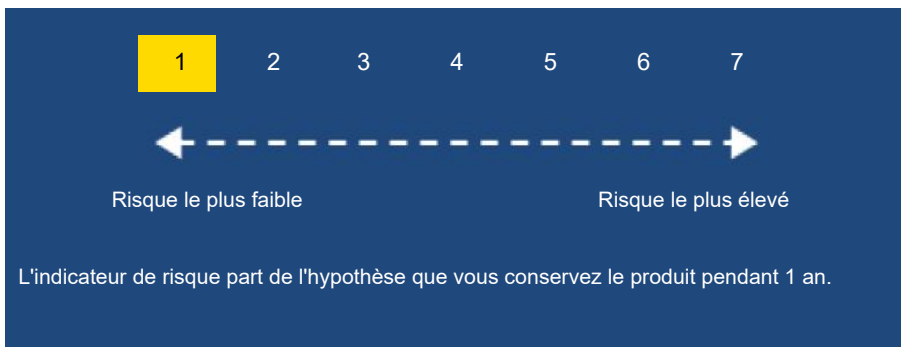 1 2 3 4 5 6 7
Risque le plus faible Risque le plus élevé
L'indicateur de risque part de l'hypothèse que vous conservez le produit pendant 1 an.